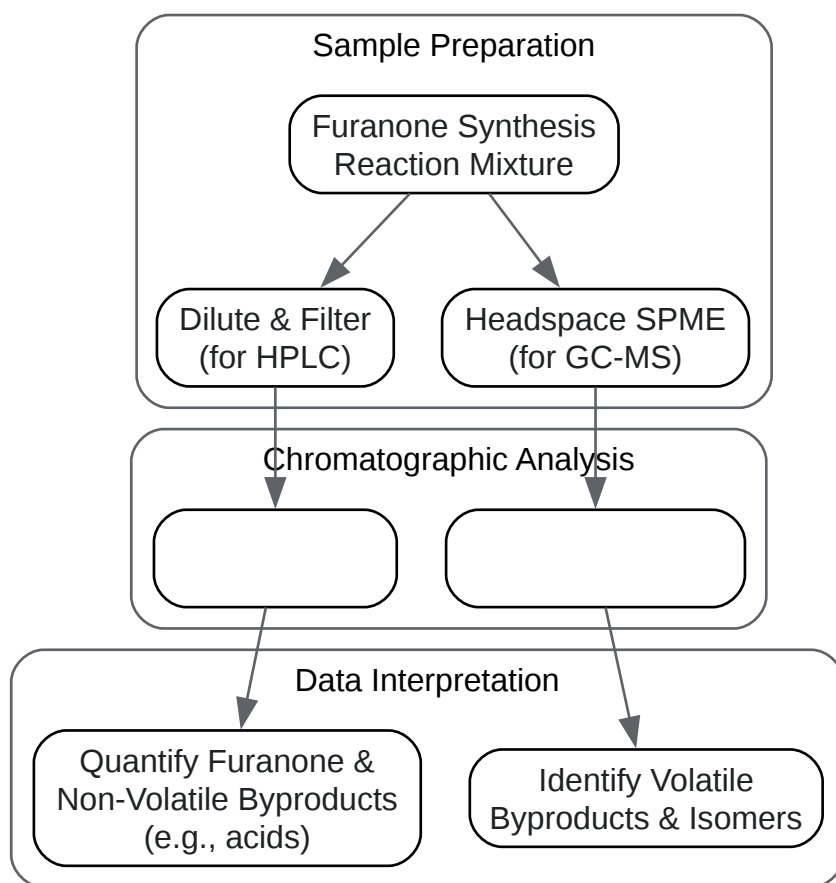 Sample Preparation
Furanone Synthesis
Reaction Mixture
Dilute & Filter
(for HPLC)
Headspace SPME
(for GC-MS)
Chromatographic Analysis
Data Interpretation
Quantify Furanone &
Non-Volatile Byproducts
(e.g., acids)
Identify Volatile
Byproducts & Isomers